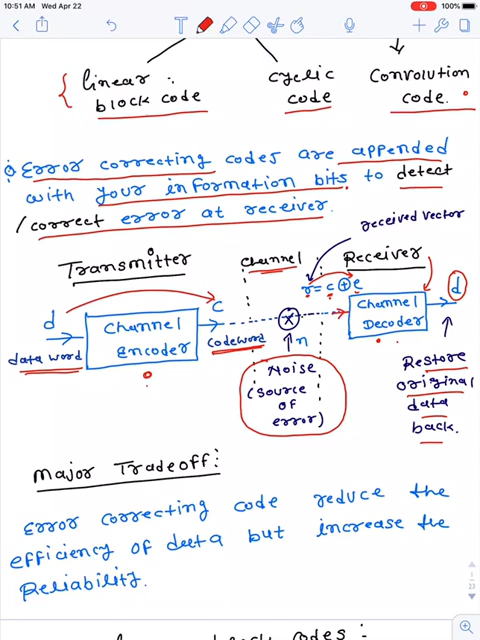 10:51 AM Wed Apr 22
100%
T
linear :
block code
cyclic
code
Convolution
code.
Error correcting codes are appended
with your information bits to detect
/correct error at receiver.
received vector
Transmitter
Channel
Receiver
r = c ⊕ e
d
Channel
Encoder
c
codeword
n
Channel
Decoder
d
data word
Noise
(Source
of
error)
Restore
original
data
back.
Major Tradeoff:
Error correcting code reduce the
efficiency of data but increase the
Reliability.
block codes :